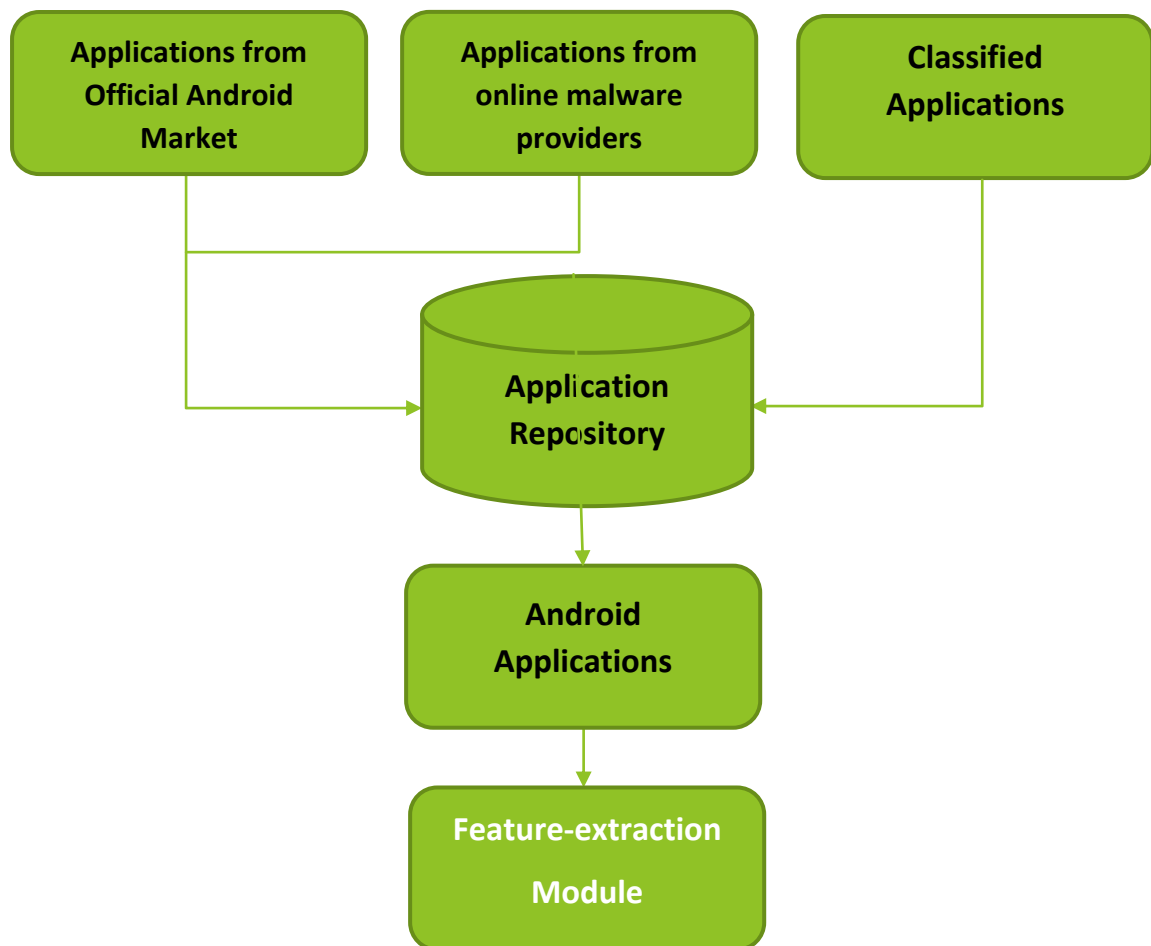 Applications from
Official Android
Market
Applications from
online malware
providers
Classified
Applications
Application
Repository
Android
Applications
Feature-extraction
Module